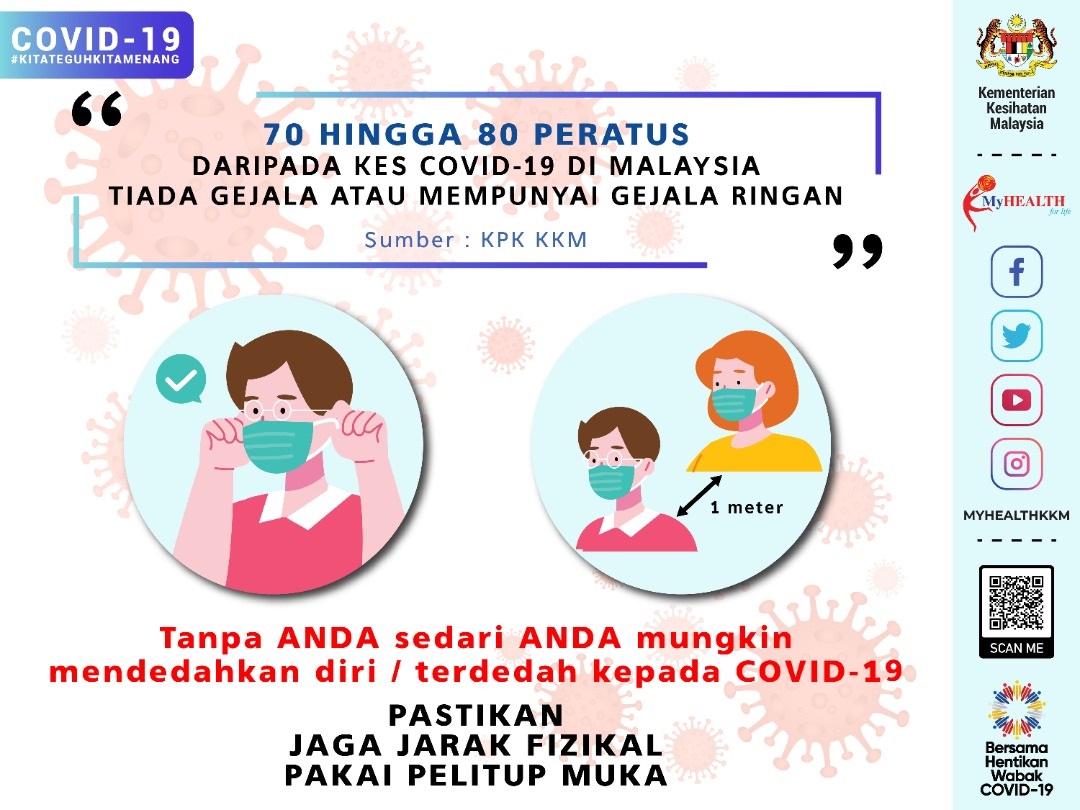 COVID-19
#KITATEGUHKITAMENANG
“
70 HINGGA 80 PERATUS
DARIPADA KES COVID-19 DI MALAYSIA
TIADA GEJALA ATAU MEMPUNYAI GEJALA RINGAN
Sumber : KPK KKM
”
1 meter
Tanpa ANDA sedari ANDA mungkin
mendedahkan diri / terdedah kepada COVID-19
PASTIKAN
JAGA JARAK FIZIKAL
PAKAI PELITUP MUKA
Kementerian
Kesihatan
Malaysia
MyHEALTH
for life
MYHEALTHKKM
SCAN ME
Bersama
Hentikan
Wabak
COVID-19